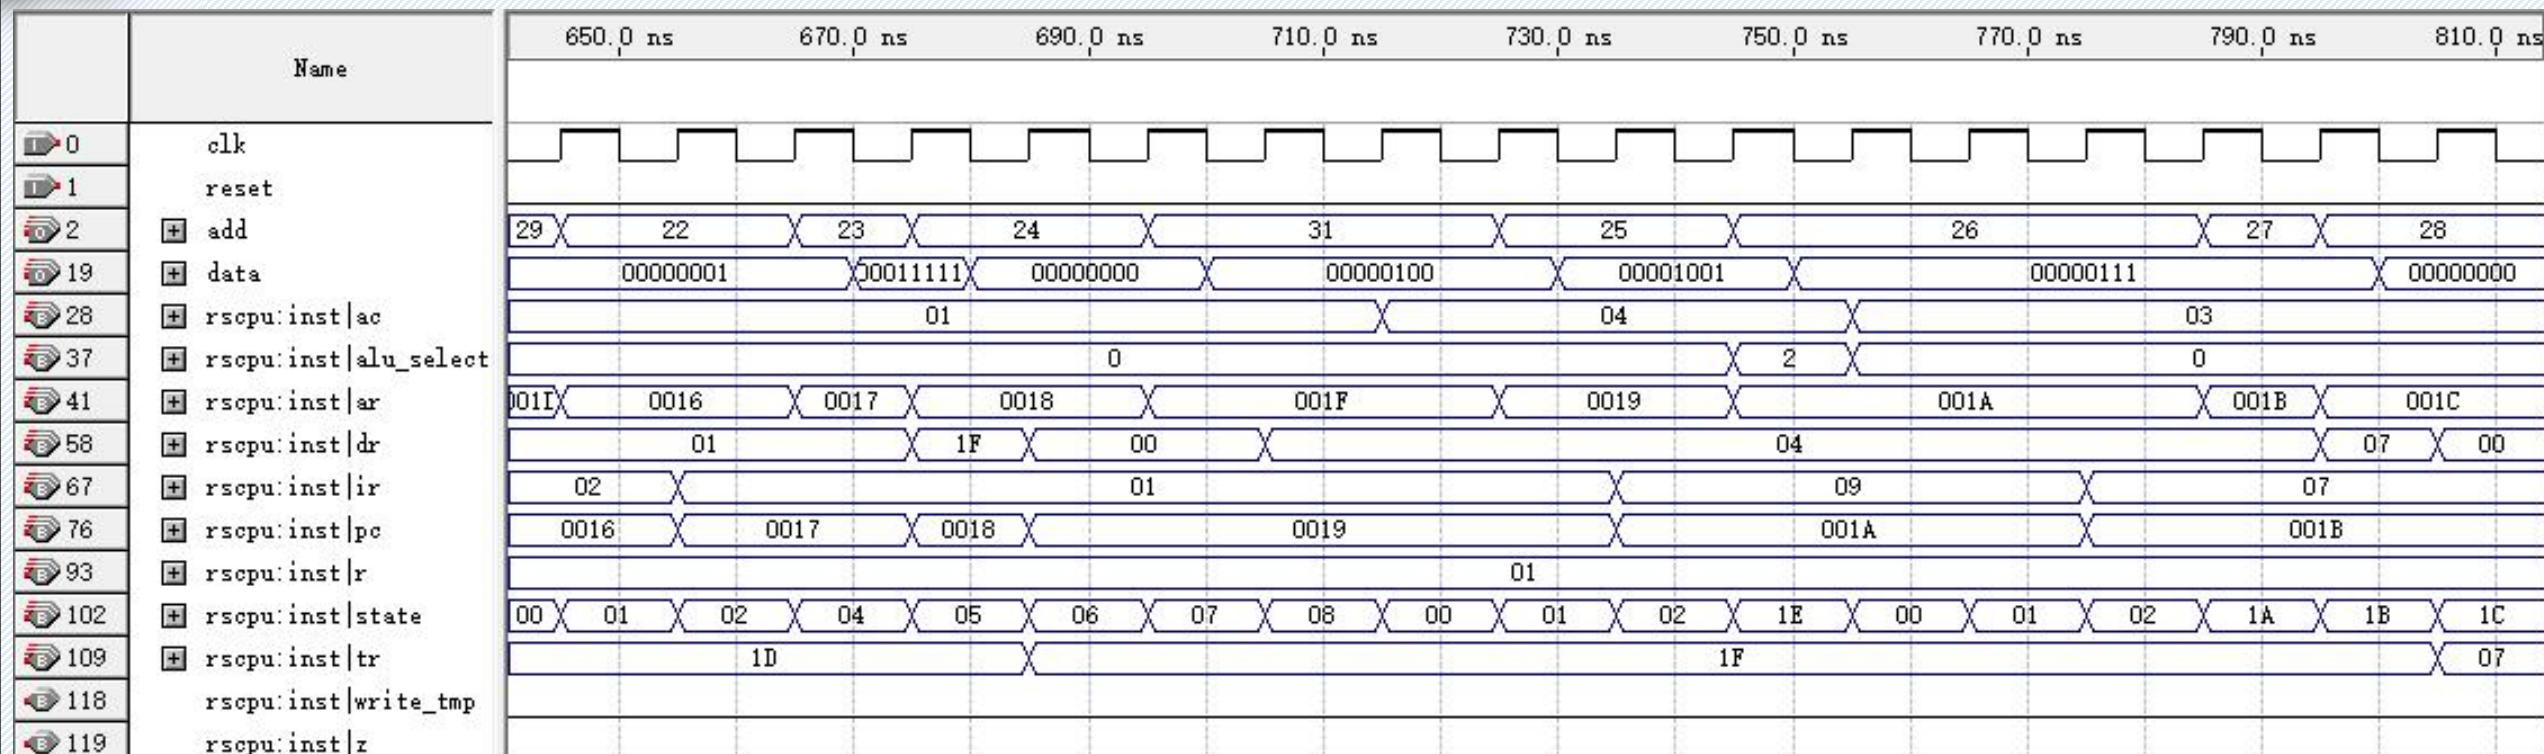 650.0 ns 670.0 ns 690.0 ns 710.0 ns 730.0 ns 750.0 ns 770.0 ns 790.0 ns 810.0 ns
Name
0 clk
1 reset
2 add 29 22 23 24 31 25 26 27 28
19 data 00000001 00011111 00000000 00000100 00001001 00000111 00000000
28 rscpu:inst|ac 01 04 03
37 rscpu:inst|alu_select 0 2 0
41 rscpu:inst|ar 0016 0017 0018 001F 0019 001A 001B 001C
58 rscpu:inst|dr 01 1F 00 04 07 00
67 rscpu:inst|ir 02 01 09 07
76 rscpu:inst|pc 0016 0017 0018 0019 001A 001B
93 rscpu:inst|r 01
102 rscpu:inst|state 00 01 02 04 05 06 07 08 00 01 02 1E 00 01 02 1A 1B 1C
109 rscpu:inst|tr 1D 1F 07
118 rscpu:inst|write_tmp
119 rscpu:inst|z